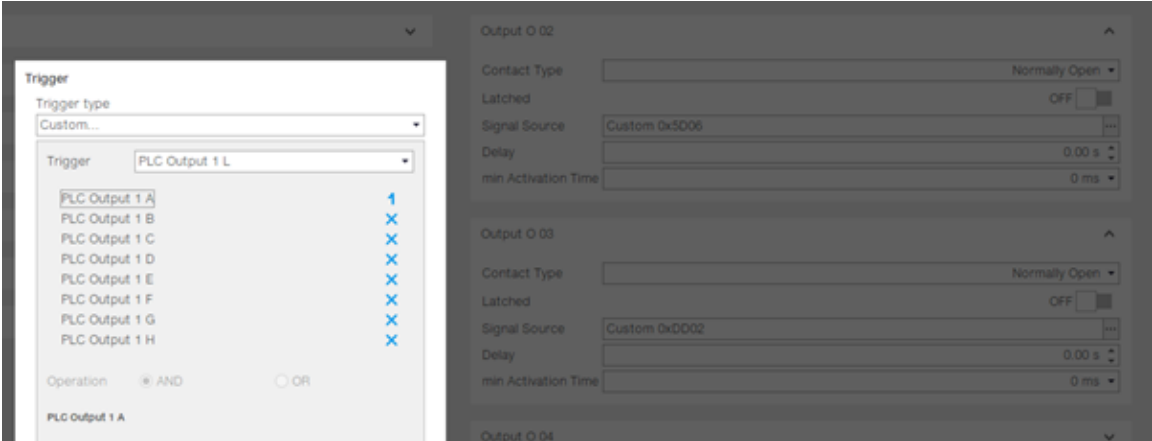 Trigger
Trigger type
Custom...
Trigger PLC Output 1 L
PLC Output 1 A 1
PLC Output 1 B X
PLC Output 1 C X
PLC Output 1 D X
PLC Output 1 E X
PLC Output 1 F X
PLC Output 1 G X
PLC Output 1 H X
Operation AND OR
PLC Output 1 A
Output O 02
Contact Type Normally Open
Latched OFF
Signal Source Custom 0x5D06 ...
Delay 0.00 s
min Activation Time 0 ms
Output O 03
Contact Type Normally Open
Latched OFF
Signal Source Custom 0xDD02 ...
Delay 0.00 s
min Activation Time 0 ms
Output O 04